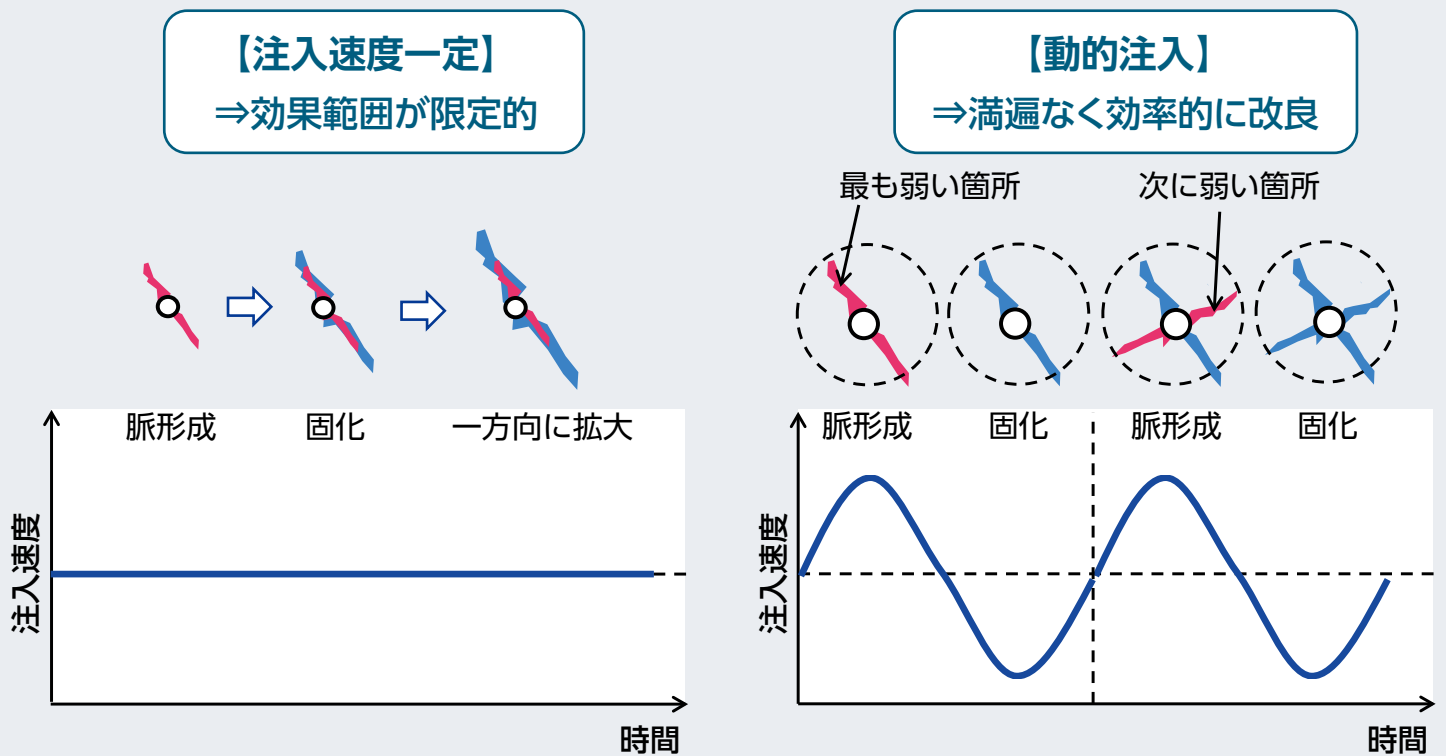 【注入速度一定】
⇒効果範囲が限定的
脈形成
固化
一方向に拡大
注入速度
時間
【動的注入】
⇒満遍なく効率的に改良
最も弱い箇所
次に弱い箇所
脈形成
固化
脈形成
固化
注入速度
時間